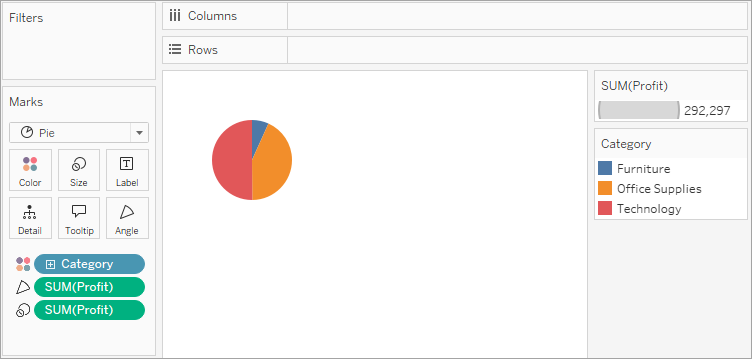 Filters
Columns
Rows
Marks
Pie
Color
Size
Label
Detail
Tooltip
Angle
Category
SUM(Profit)
SUM(Profit)
SUM(Profit)
292,297
Category
Furniture
Office Supplies
Technology